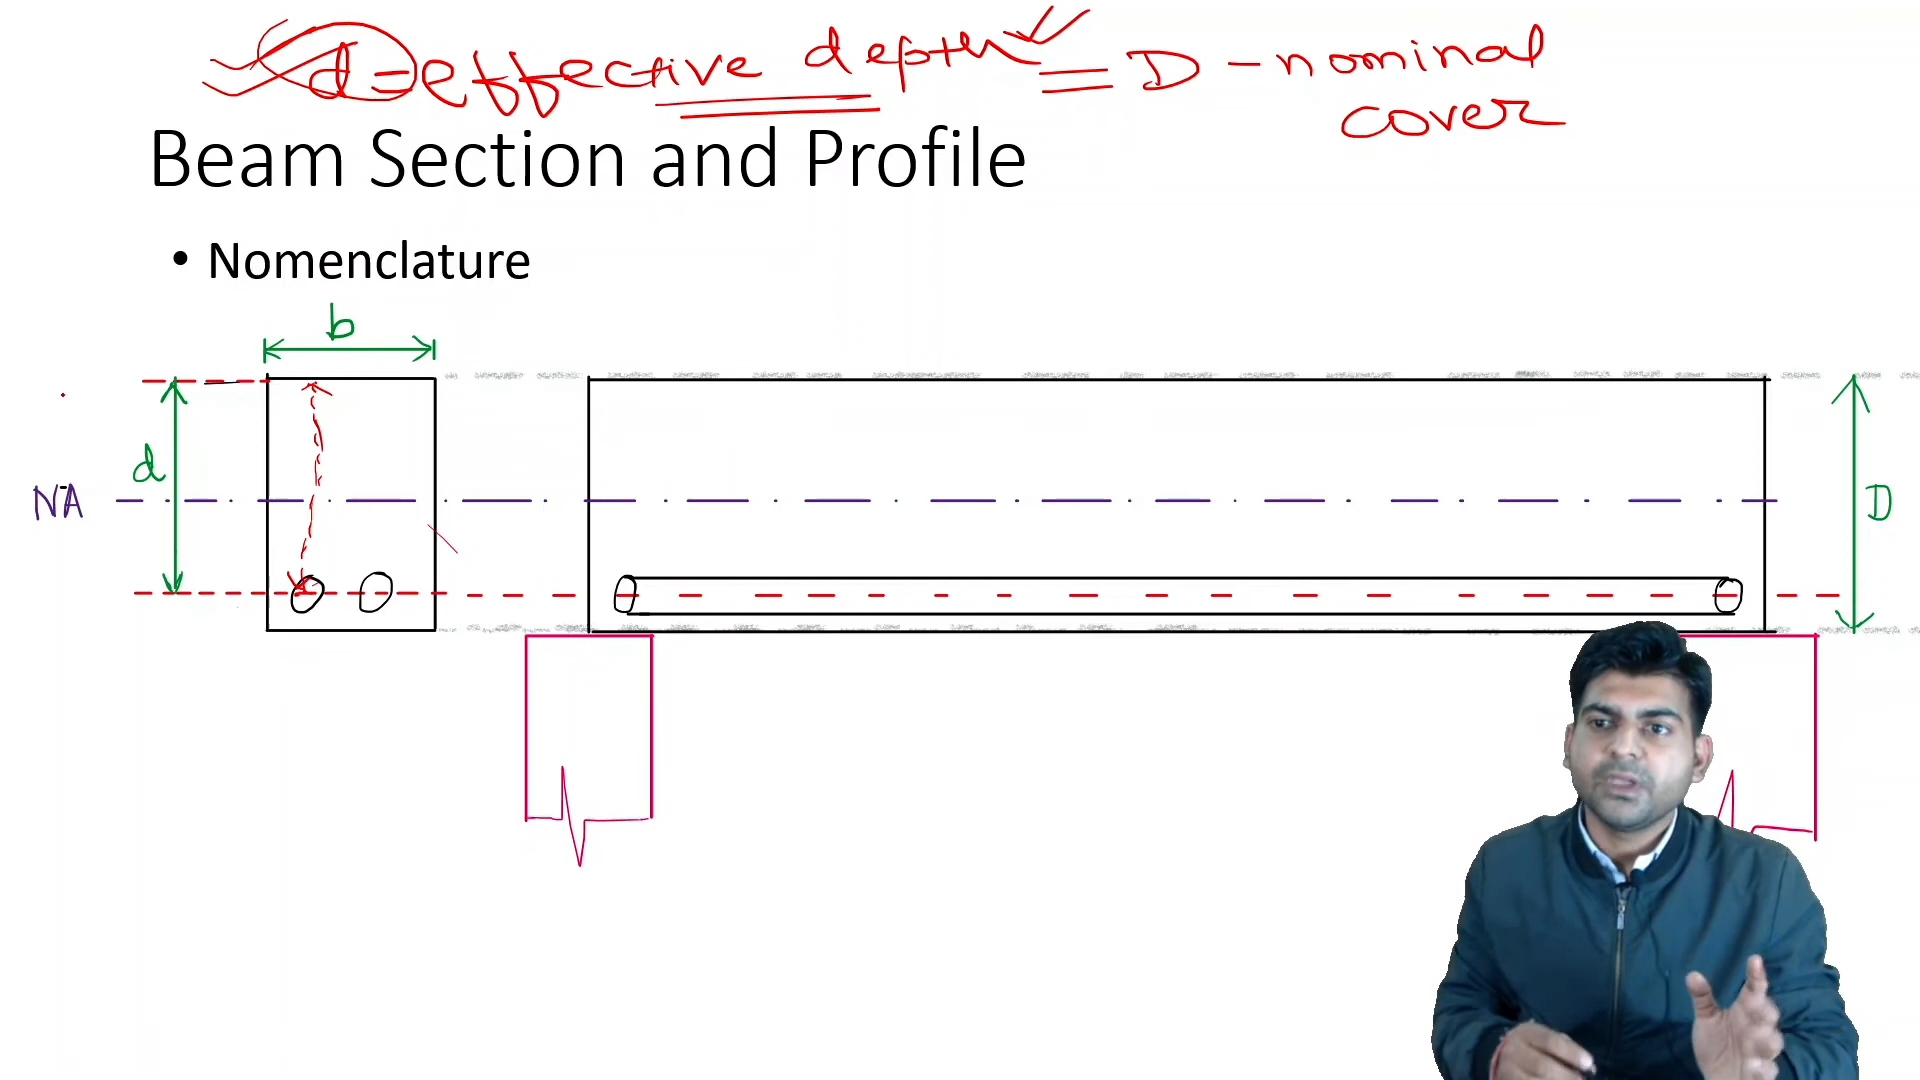 d = effective depth = D - nominal
cover
Beam Section and Profile
• Nomenclature
b
d
NA
D